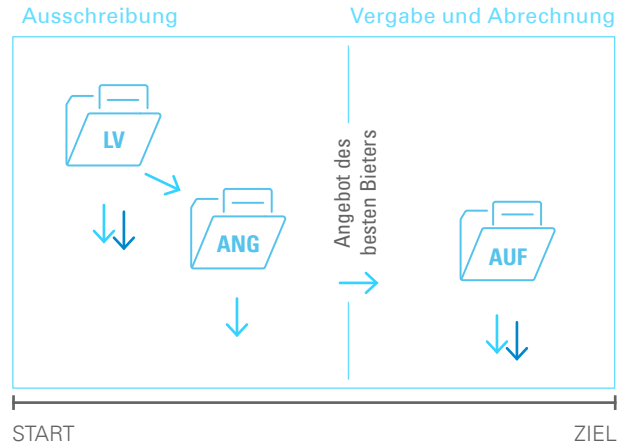 Ausschreibung
Vergabe und Abrechnung
LV
ANG
Angebot des
besten Bieters
AUF
START
ZIEL